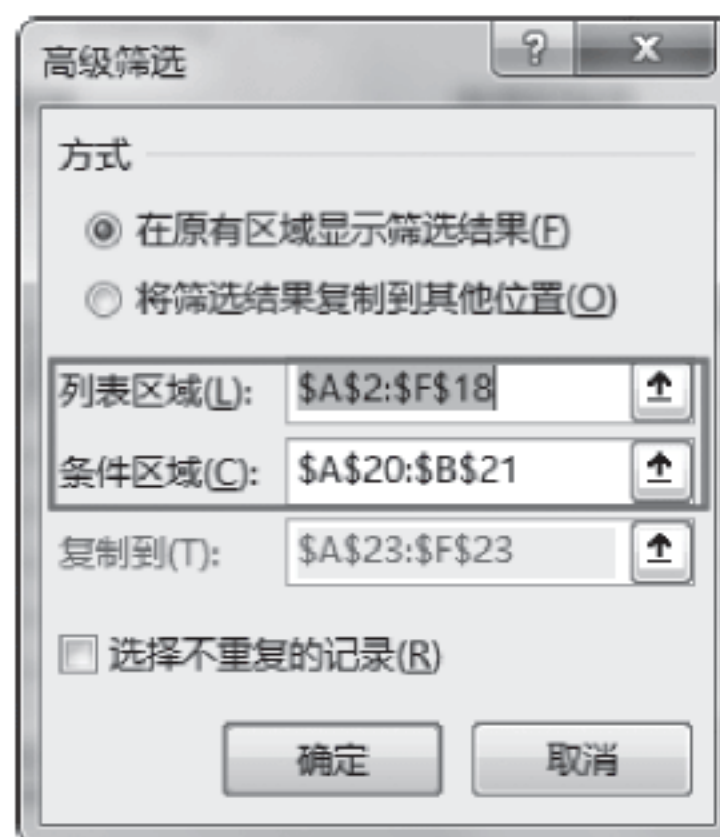 高级筛选
方式
在原有区域显示筛选结果(F)
将筛选结果复制到其他位置(O)
列表区域(L): $A$2:$F$18
条件区域(C): $A$20:$B$21
复制到(T): $A$23:$F$23
选择不重复的记录(R)
确定 取消